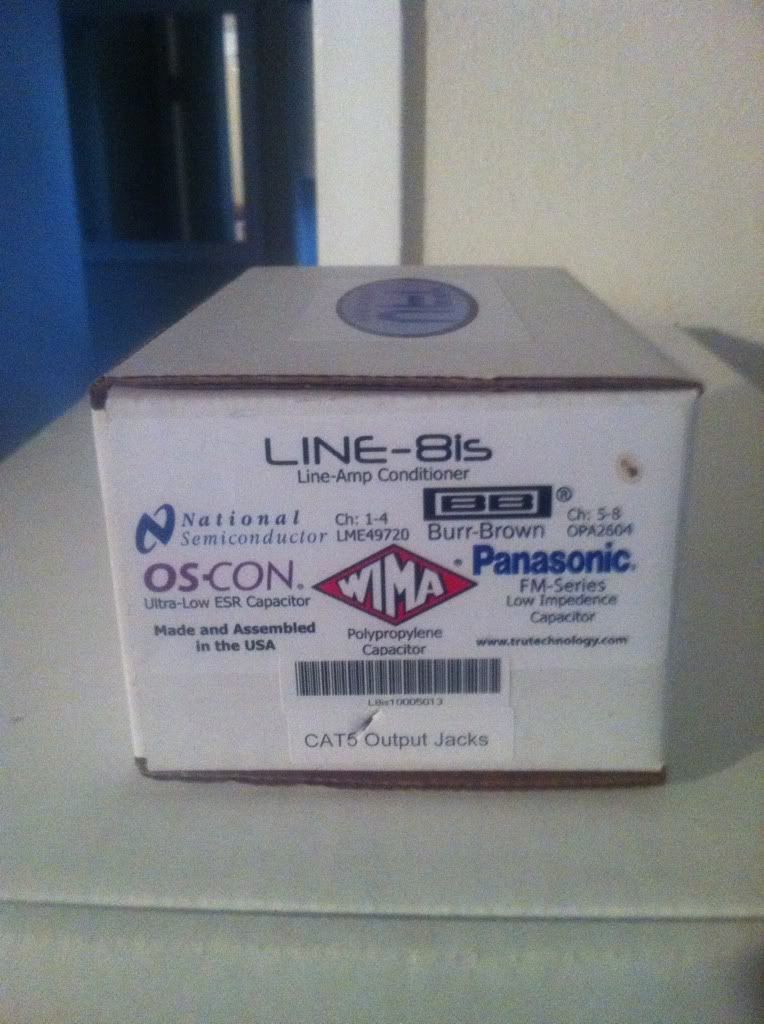 LINE-8is
Line-Amp Conditioner
National Semiconductor
Ch: 1-4
LME49720
BB®
Burr-Brown
Ch: 5-8
OPA2604
OS-CON®
Ultra-Low ESR Capacitor
WIMA®
Polypropylene
Capacitor
Panasonic®
FM-Series
Low Impedence
Capacitor
Made and Assembled
in the USA
www.trutechnology.com
L8is10005013
CAT5 Output Jacks